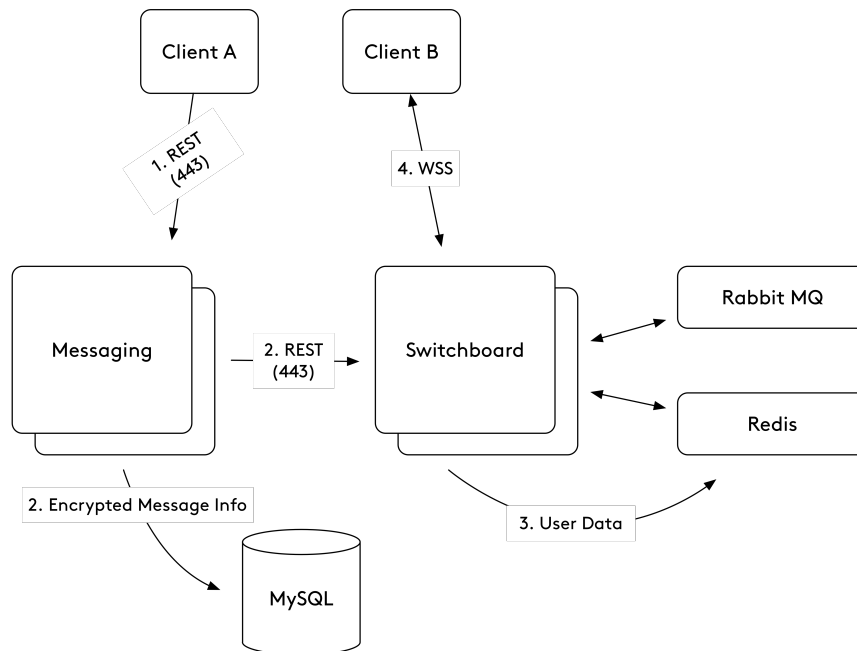 Client A
Client B
1. REST
(443)
4. WSS
Messaging
2. REST
(443)
Switchboard
Rabbit MQ
Redis
2. Encrypted Message Info
3. User Data
MySQL